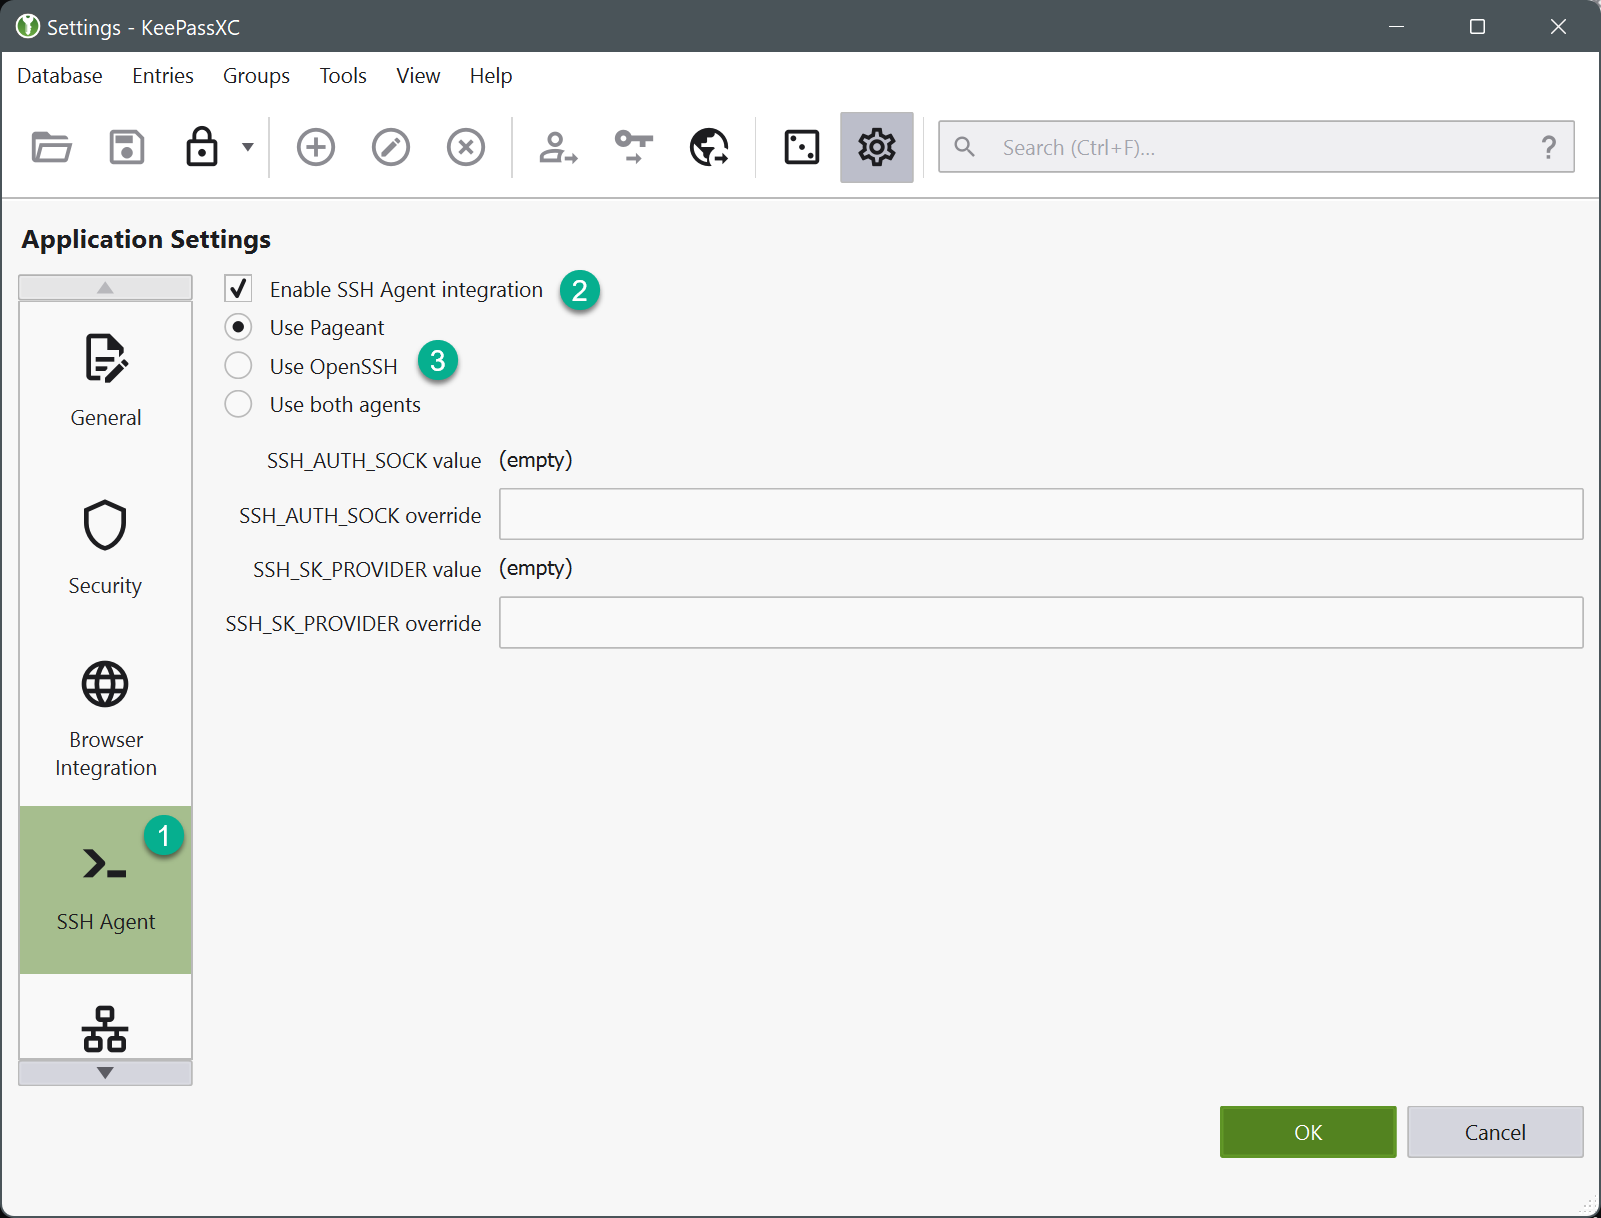 Settings - KeePassXC
Database Entries Groups Tools View Help
Search (Ctrl+F)... ?
Application Settings
General
Security
Browser
Integration
1
SSH Agent
Enable SSH Agent integration 2
Use Pageant
Use OpenSSH 3
Use both agents
SSH_AUTH_SOCK value (empty)
SSH_AUTH_SOCK override
SSH_SK_PROVIDER value (empty)
SSH_SK_PROVIDER override
OK Cancel